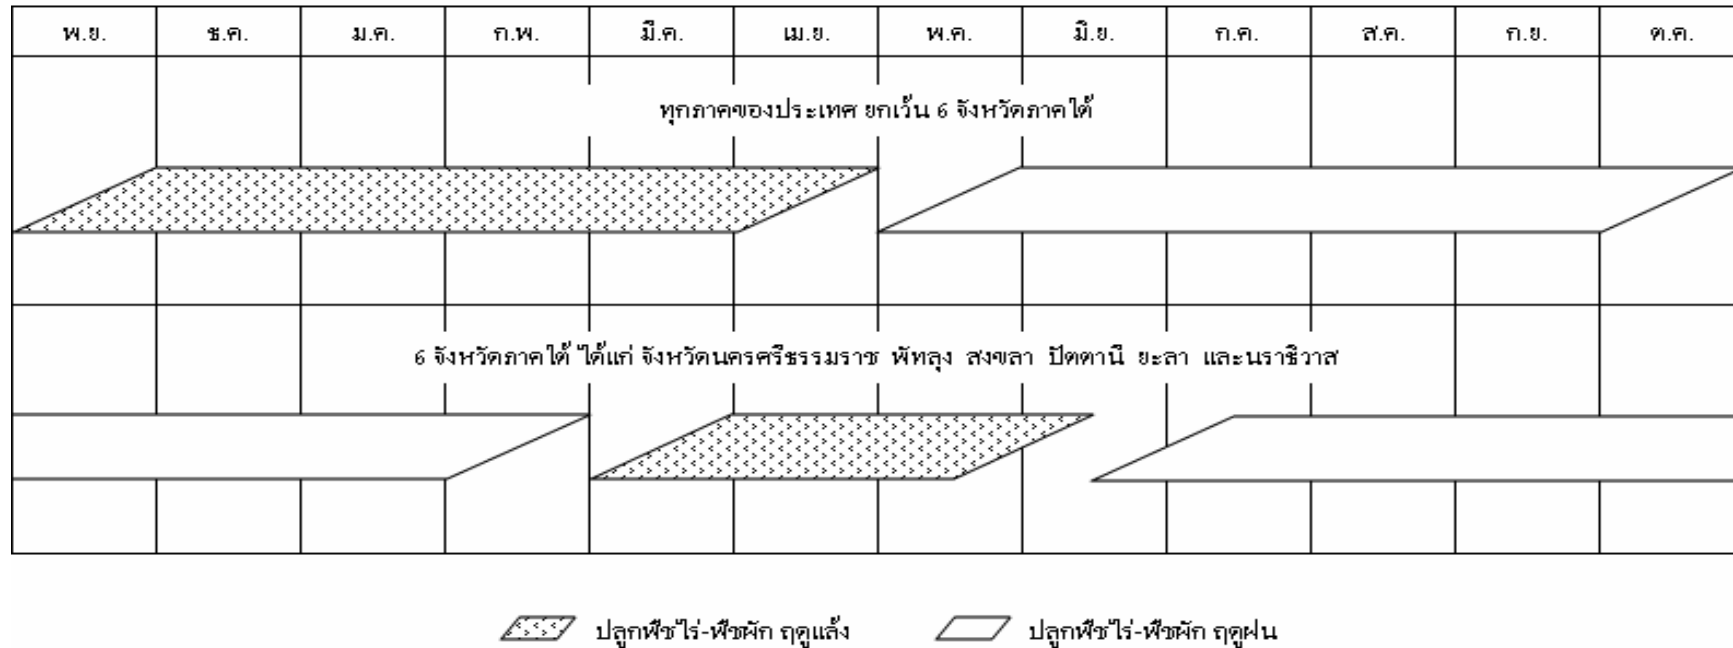 พ.ย. ธ.ค. ม.ค. ก.พ. มี.ค. เม.ย. พ.ค. มิ.ย. ก.ค. ส.ค. ก.ย. ต.ค.
ทุกภาคของประเทศ ยกเว้น 6 จังหวัดภาคใต้
6 จังหวัดภาคใต้ ได้แก่ จังหวัดนครศรีธรรมราช พัทลุง สงขลา ปัตตานี ยะลา และนราธิวาส
ปลูกพืชไร่-พืชผัก ฤดูแล้ง ปลูกพืชไร่-พืชผัก ฤดูฝน